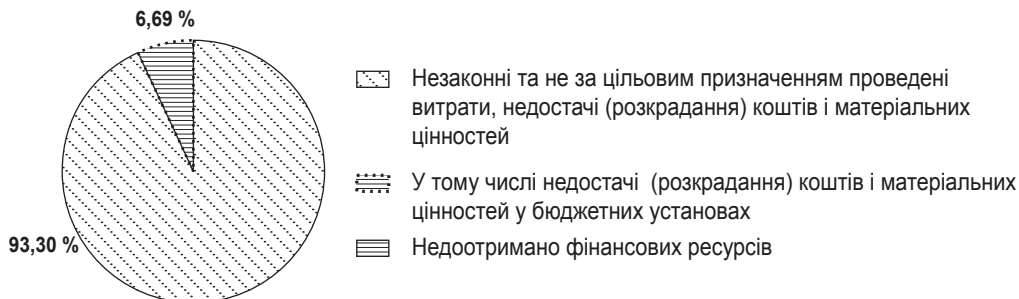 6,69 %
Незаконні та не за цільовим призначенням проведені
витрати, недостачі (розкрадання) коштів і матеріальних
цінностей
У тому числі недостачі (розкрадання) коштів і матеріальних
цінностей у бюджетних установах
93,30 %
Недоотримано фінансових ресурсів